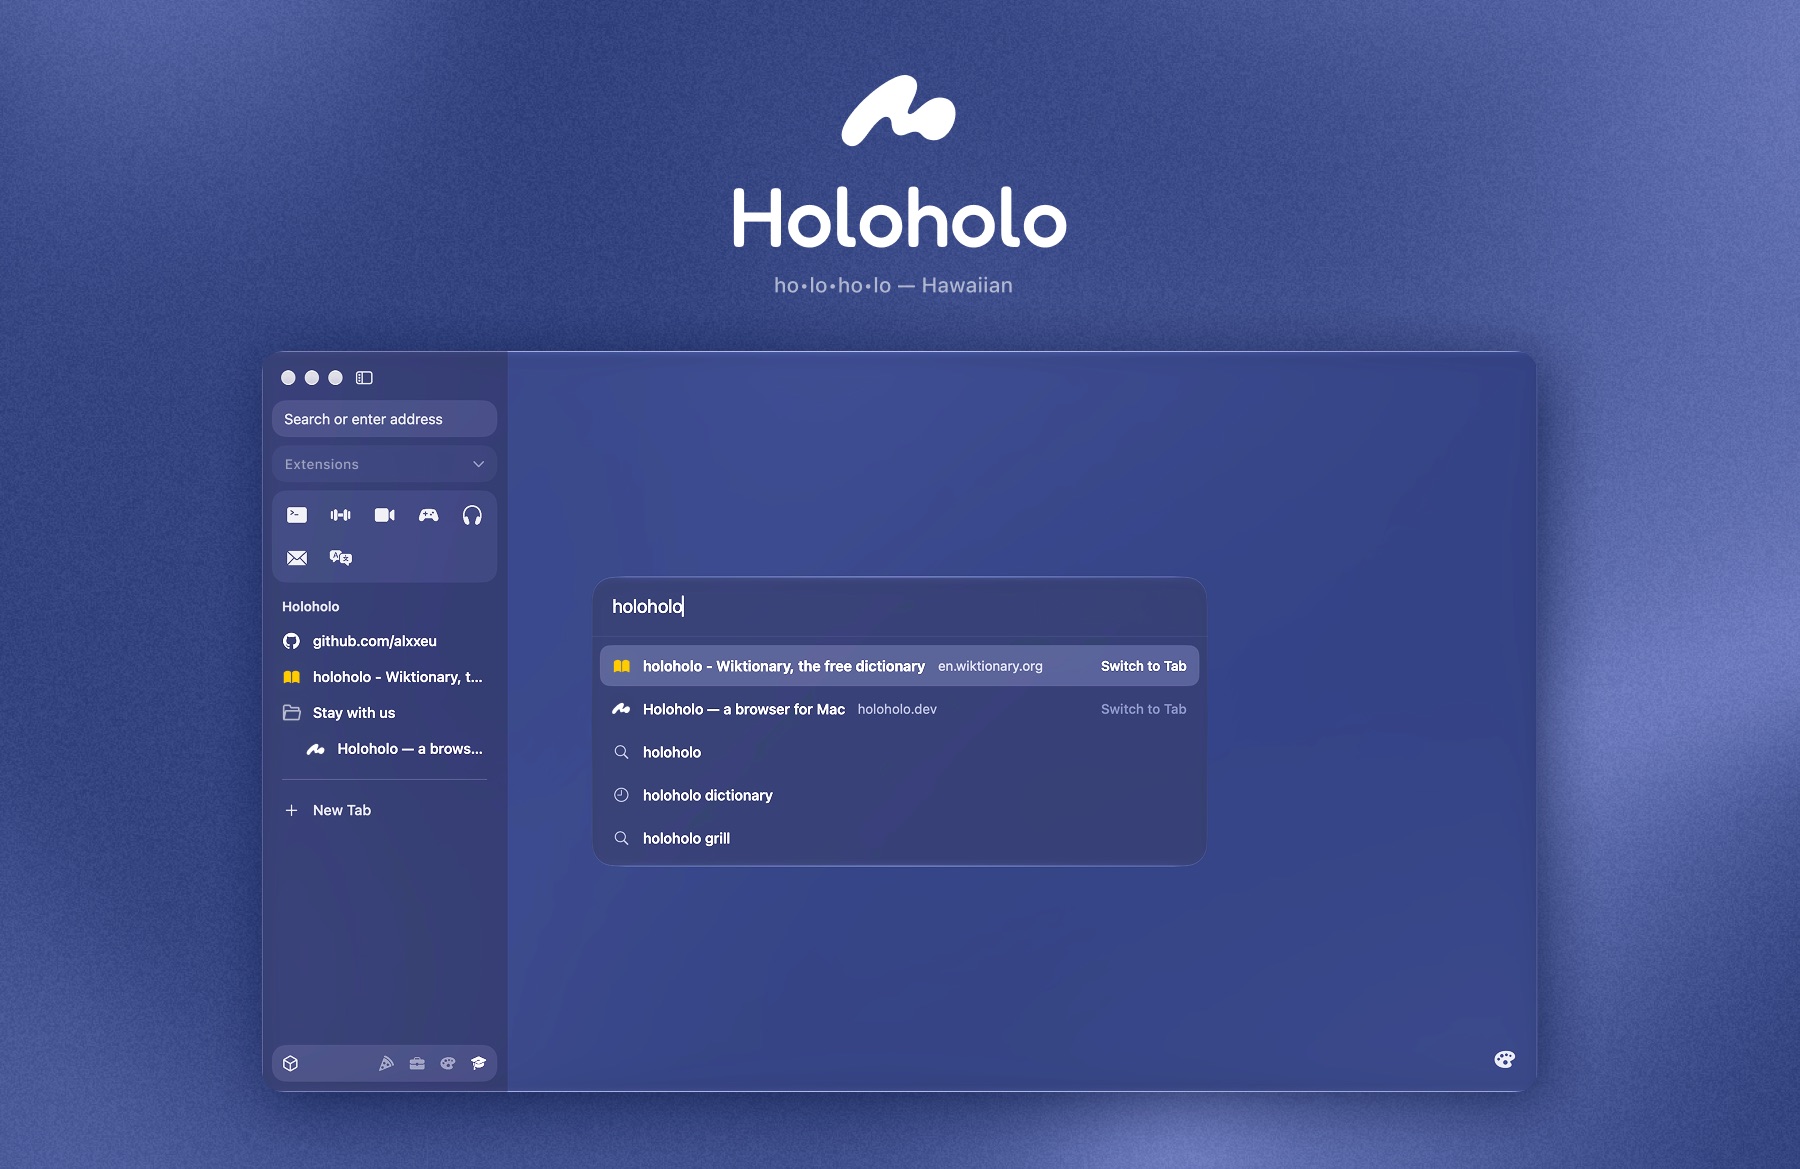 Holoholo
ho•lo•ho•lo — Hawaiian
Search or enter address
Extensions
Holoholo
github.com/alxxeu
holoholo - Wiktionary, t...
Stay with us
Holoholo — a brows...
New Tab
holoholo
holoholo - Wiktionary, the free dictionary en.wiktionary.org Switch to Tab
Holoholo — a browser for Mac holoholo.dev Switch to Tab
holoholo
holoholo dictionary
holoholo grill